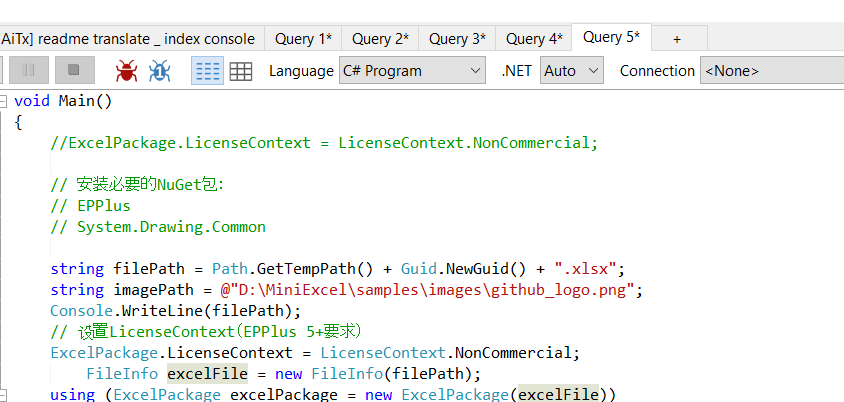 AiTx] readme translate _ index console Query 1* Query 2* Query 3* Query 4* Query 5* +
Language C# Program .NET Auto Connection <None>
void Main()
{
//ExcelPackage.LicenseContext = LicenseContext.NonCommercial;
// 安装必要的NuGet包:
// EPPlus
// System.Drawing.Common
string filePath = Path.GetTempPath() + Guid.NewGuid() + ".xlsx";
string imagePath = @"D:\MiniExcel\samples\images\github_logo.png";
Console.WriteLine(filePath);
// 设置LicenseContext(EPPlus 5+要求)
ExcelPackage.LicenseContext = LicenseContext.NonCommercial;
FileInfo excelFile = new FileInfo(filePath);
using (ExcelPackage excelPackage = new ExcelPackage(excelFile))